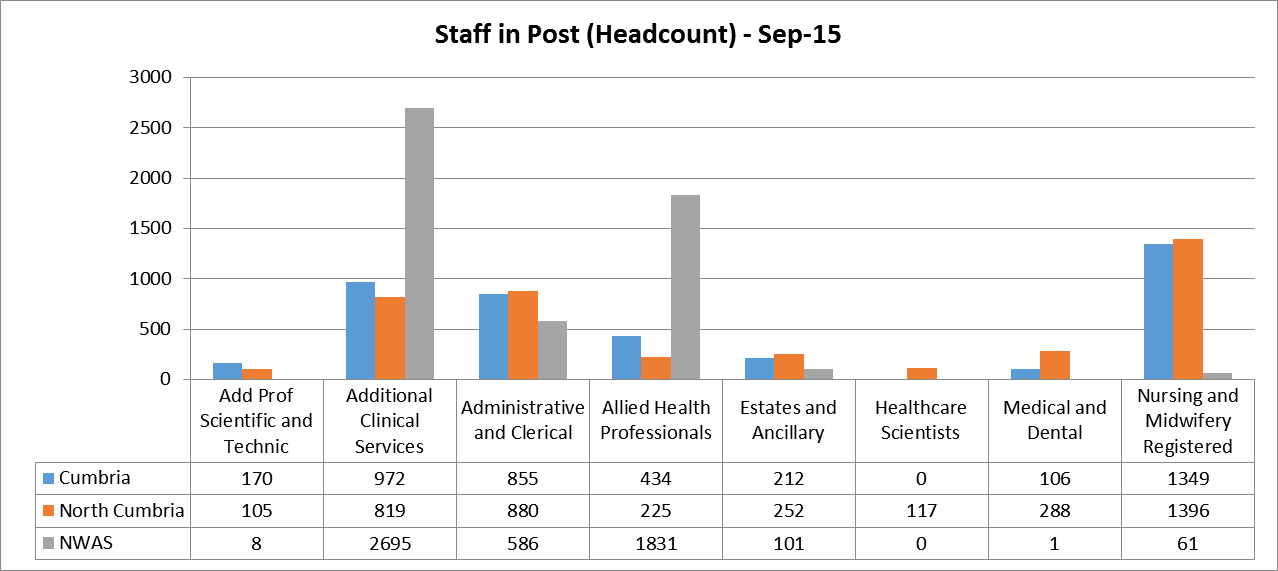 Staff in Post (Headcount) - Sep-15
3000
2500
2000
1500
1000
500
0
Add Prof Scientific and Technic
Additional Clinical Services
Administrative and Clerical
Allied Health Professionals
Estates and Ancillary
Healthcare Scientists
Medical and Dental
Nursing and Midwifery Registered
Cumbria 170 972 855 434 212 0 106 1349
North Cumbria 105 819 880 225 252 117 288 1396
NWAS 8 2695 586 1831 101 0 1 61